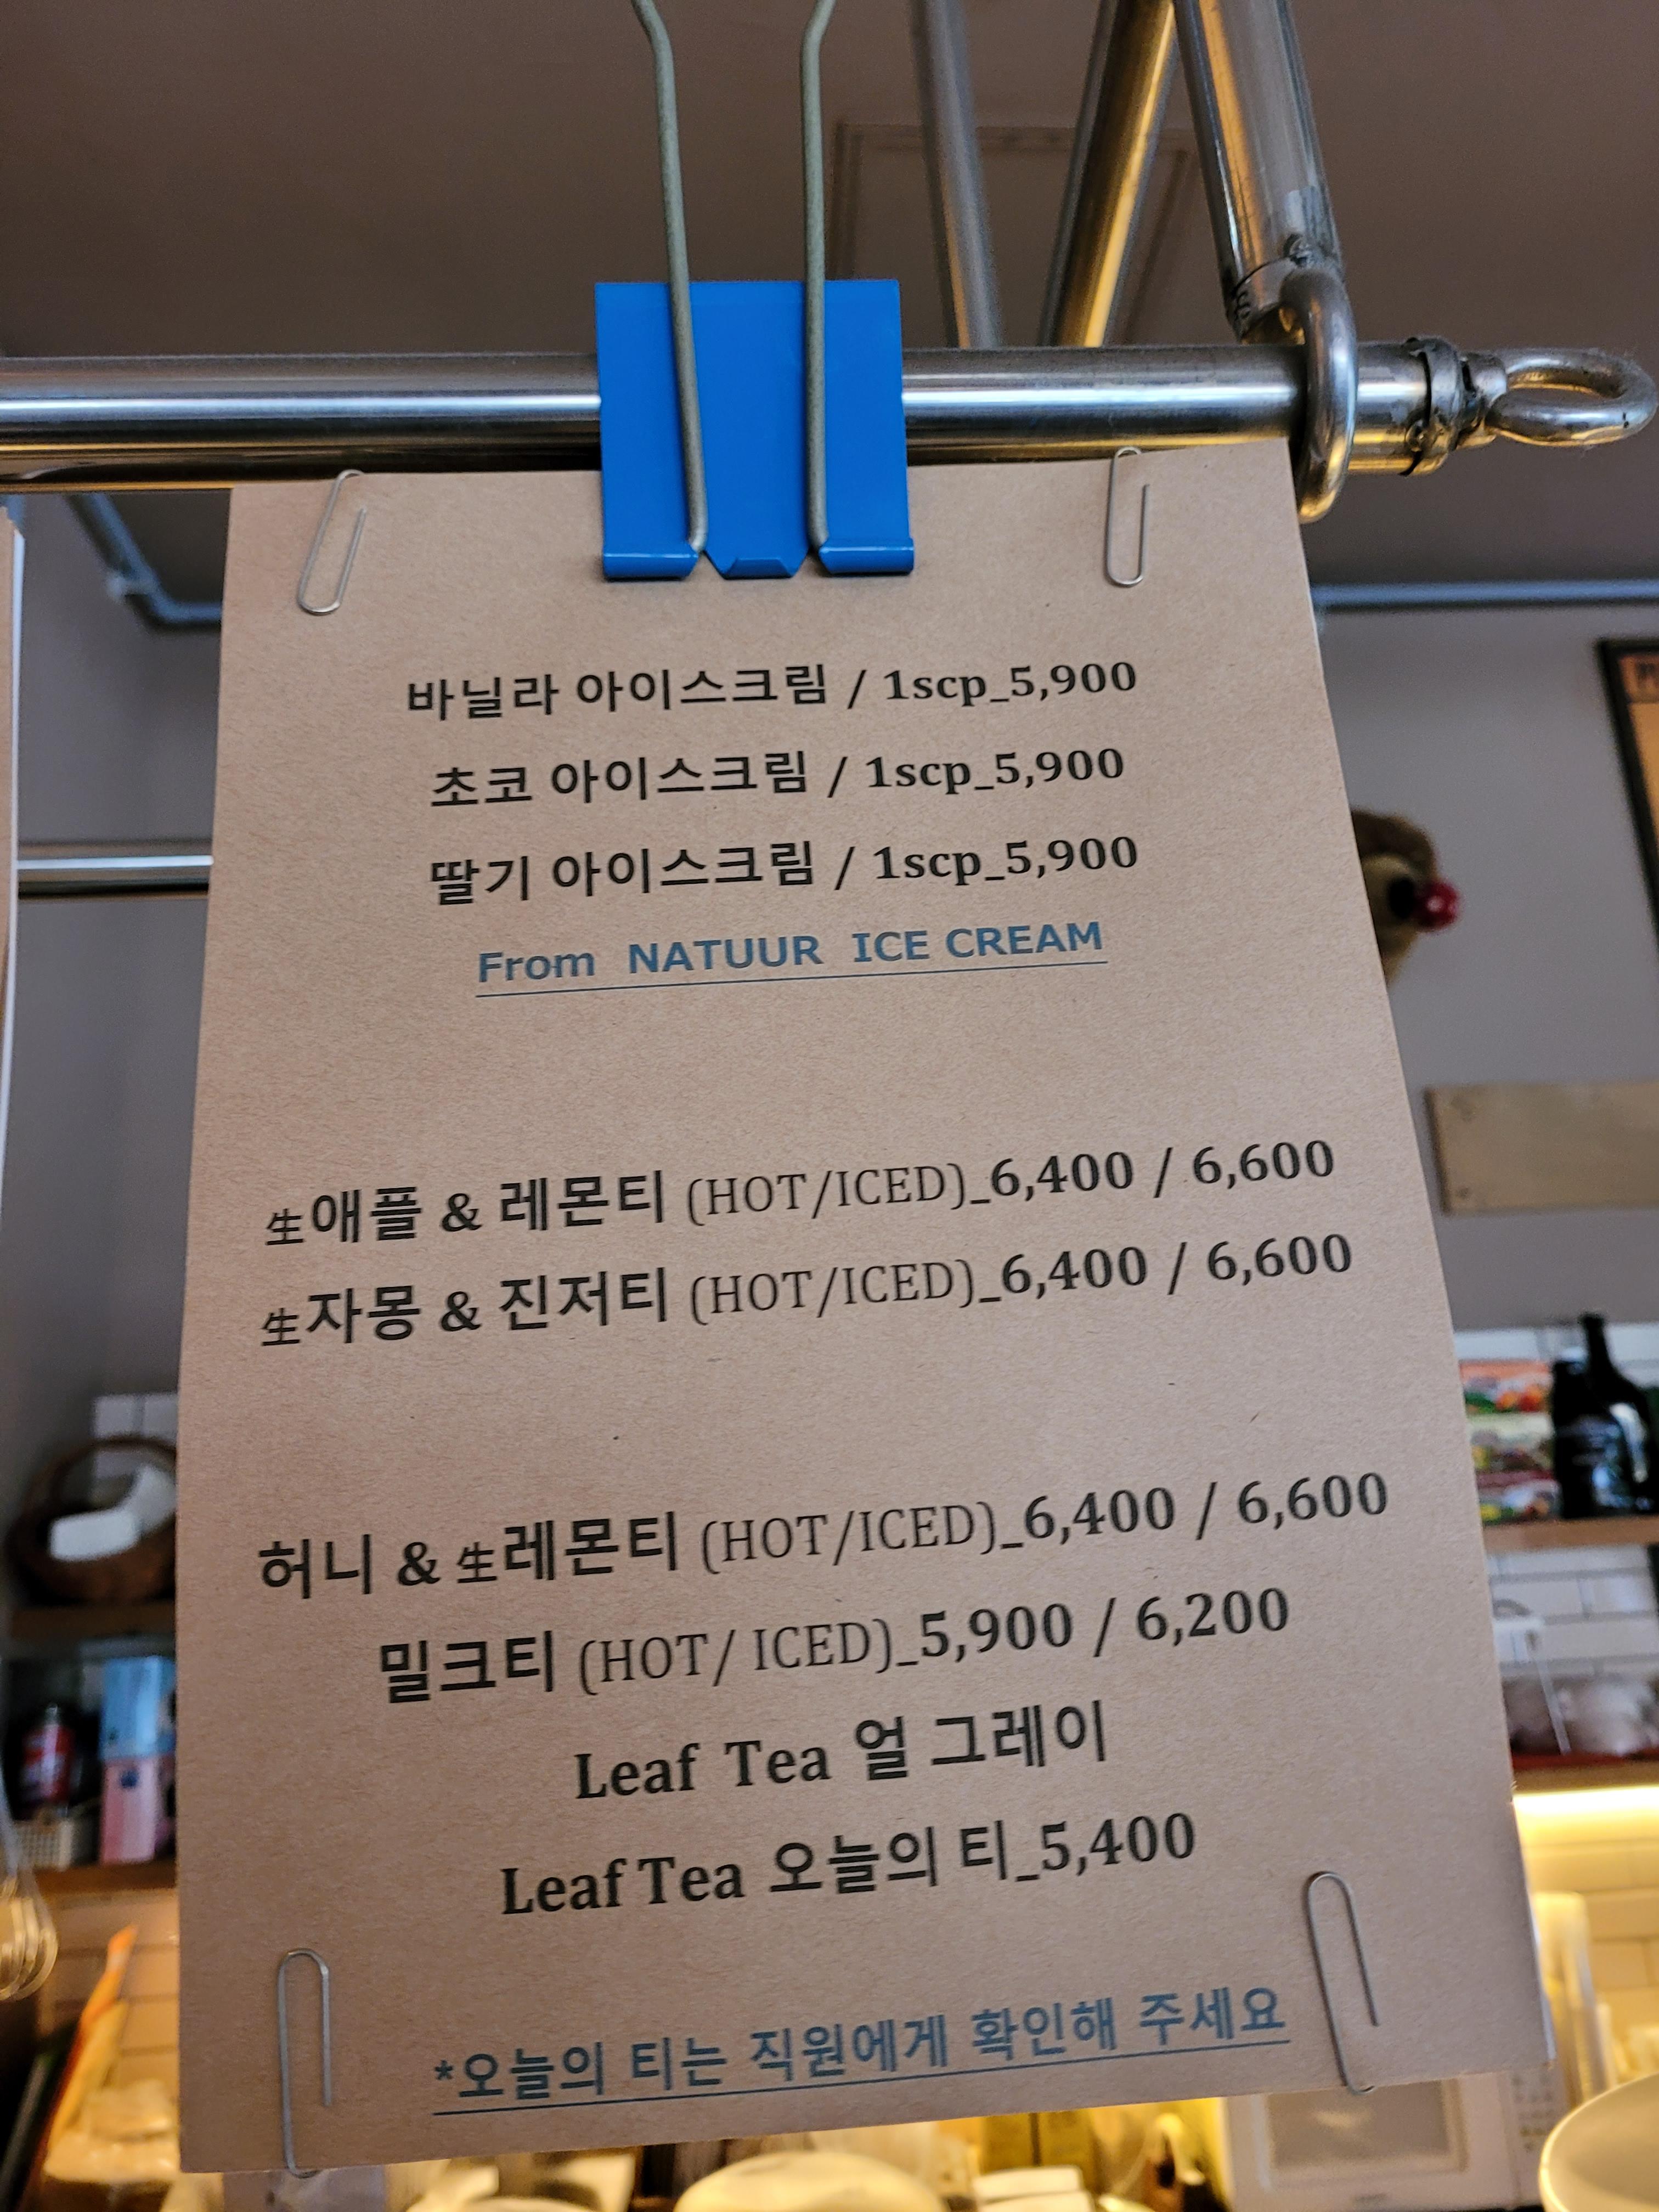 바닐라 아이스크림 / 1scp_5,900
초코 아이스크림 / 1scp_5,900
딸기 아이스크림 / 1scp_5,900
From NATUUR ICE CREAM
生애플 & 레몬티 (HOT/ICED)_6,400 / 6,600
生자몽 & 진저티 (HOT/ICED)_6,400 / 6,600
허니 & 生레몬티 (HOT/ICED)_6,400 / 6,600
밀크티 (HOT/ ICED)_5,900 / 6,200
Leaf Tea 얼 그레이
Leaf Tea 오늘의 티_5,400
*오늘의 티는 직원에게 확인해 주세요